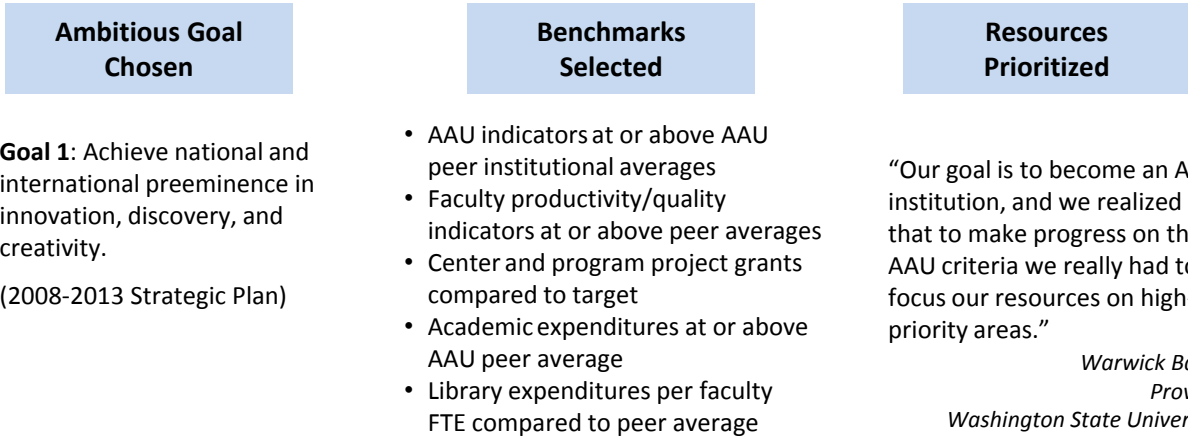 Ambitious Goal
Chosen
Goal 1: Achieve national and
international preeminence in
innovation, discovery, and
creativity.
(2008-2013 Strategic Plan)
Benchmarks
Selected
• AAU indicators at or above AAU
peer institutional averages
• Faculty productivity/quality
indicators at or above peer averages
• Center and program project grants
compared to target
• Academic expenditures at or above
AAU peer average
• Library expenditures per faculty
FTE compared to peer average
Resources
Prioritized
“Our goal is to become an
institution, and we realized
that to make progress on
AAU criteria we really had
focus our resources on high
priority areas.”
Warwick
Washington State